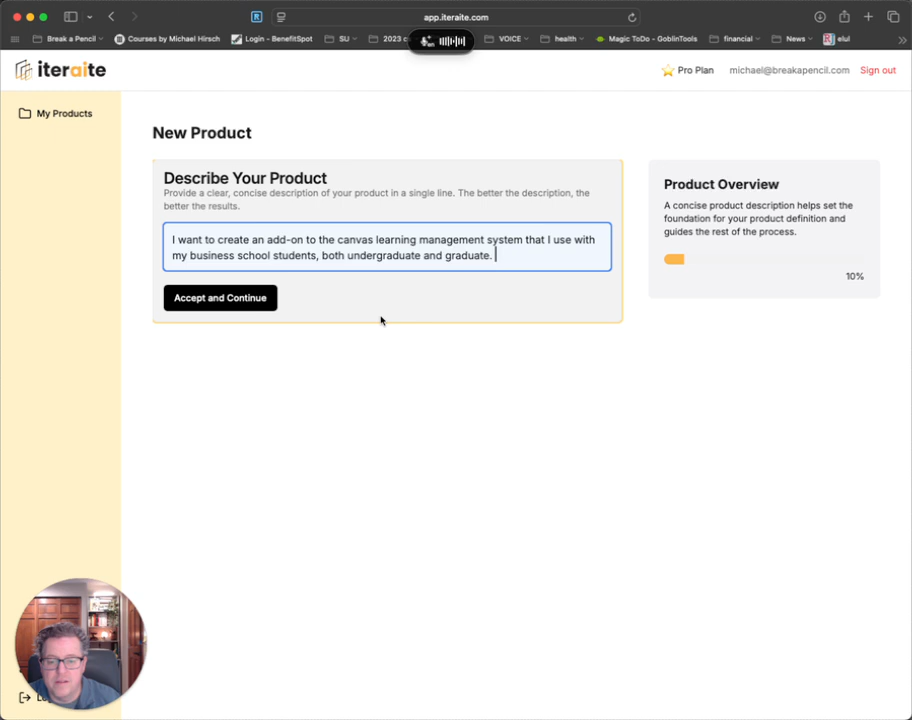 app.iteraite.com
Break a Pencil
Courses by Michael Hirsch
Login - BenefitSpot
SU
2023 c
VOICE
health
Magic ToDo - GoblinTools
financial
News
elul
iteraite
Pro Plan
michael@breakapencil.com
Sign out
My Products
New Product
Describe Your Product
Provide a clear, concise description of your product in a single line. The better the description, the
better the results.
I want to create an add-on to the canvas learning management system that I use with
my business school students, both undergraduate and graduate.
Accept and Continue
Product Overview
A concise product description helps set the
foundation for your product definition and
guides the rest of the process.
10%